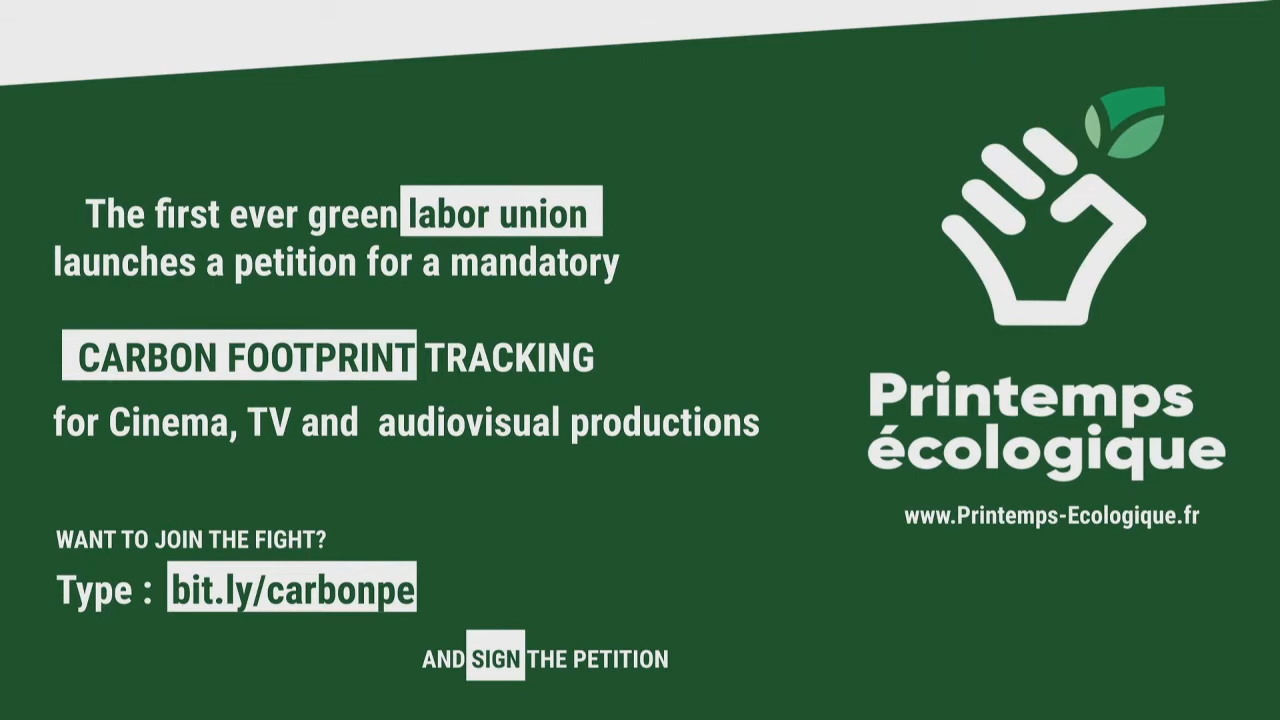 The first ever green labor union
launches a petition for a mandatory
CARBON FOOTPRINT TRACKING
for Cinema, TV and audiovisual productions
WANT TO JOIN THE FIGHT?
Type : bit.ly/carbonpe
AND SIGN THE PETITION
Printemps
écologique
www.Printemps-Ecologique.fr